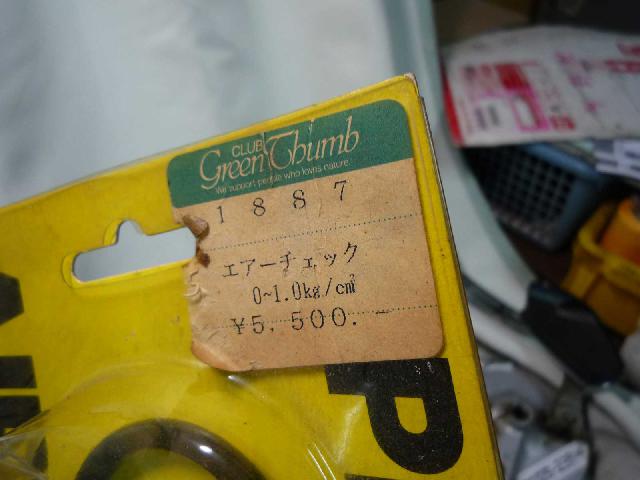 CLUB
Green Thumb
We support people who loves nature
1887
エアーチェック
0~1.0kg/c㎡
¥5,500.-
P